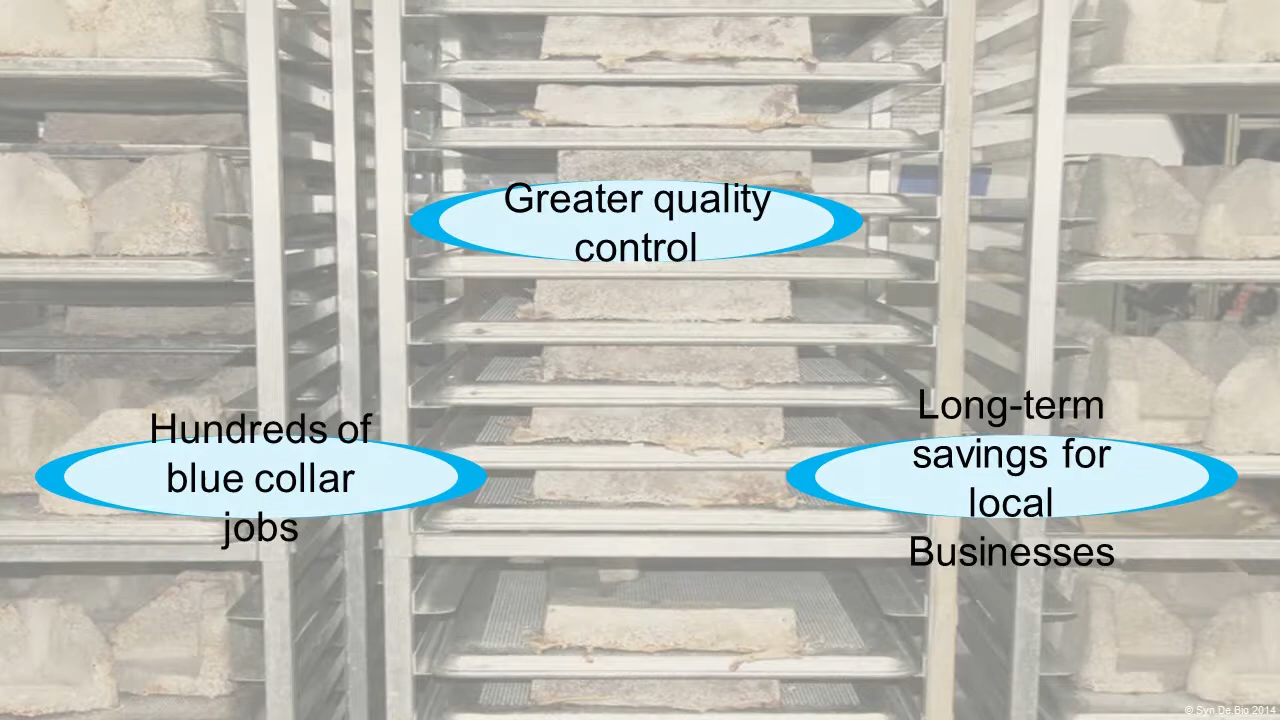 Greater quality
control
Hundreds of
blue collar
jobs
Long-term
savings for
local
Businesses
© Syn.De.Bio 2014